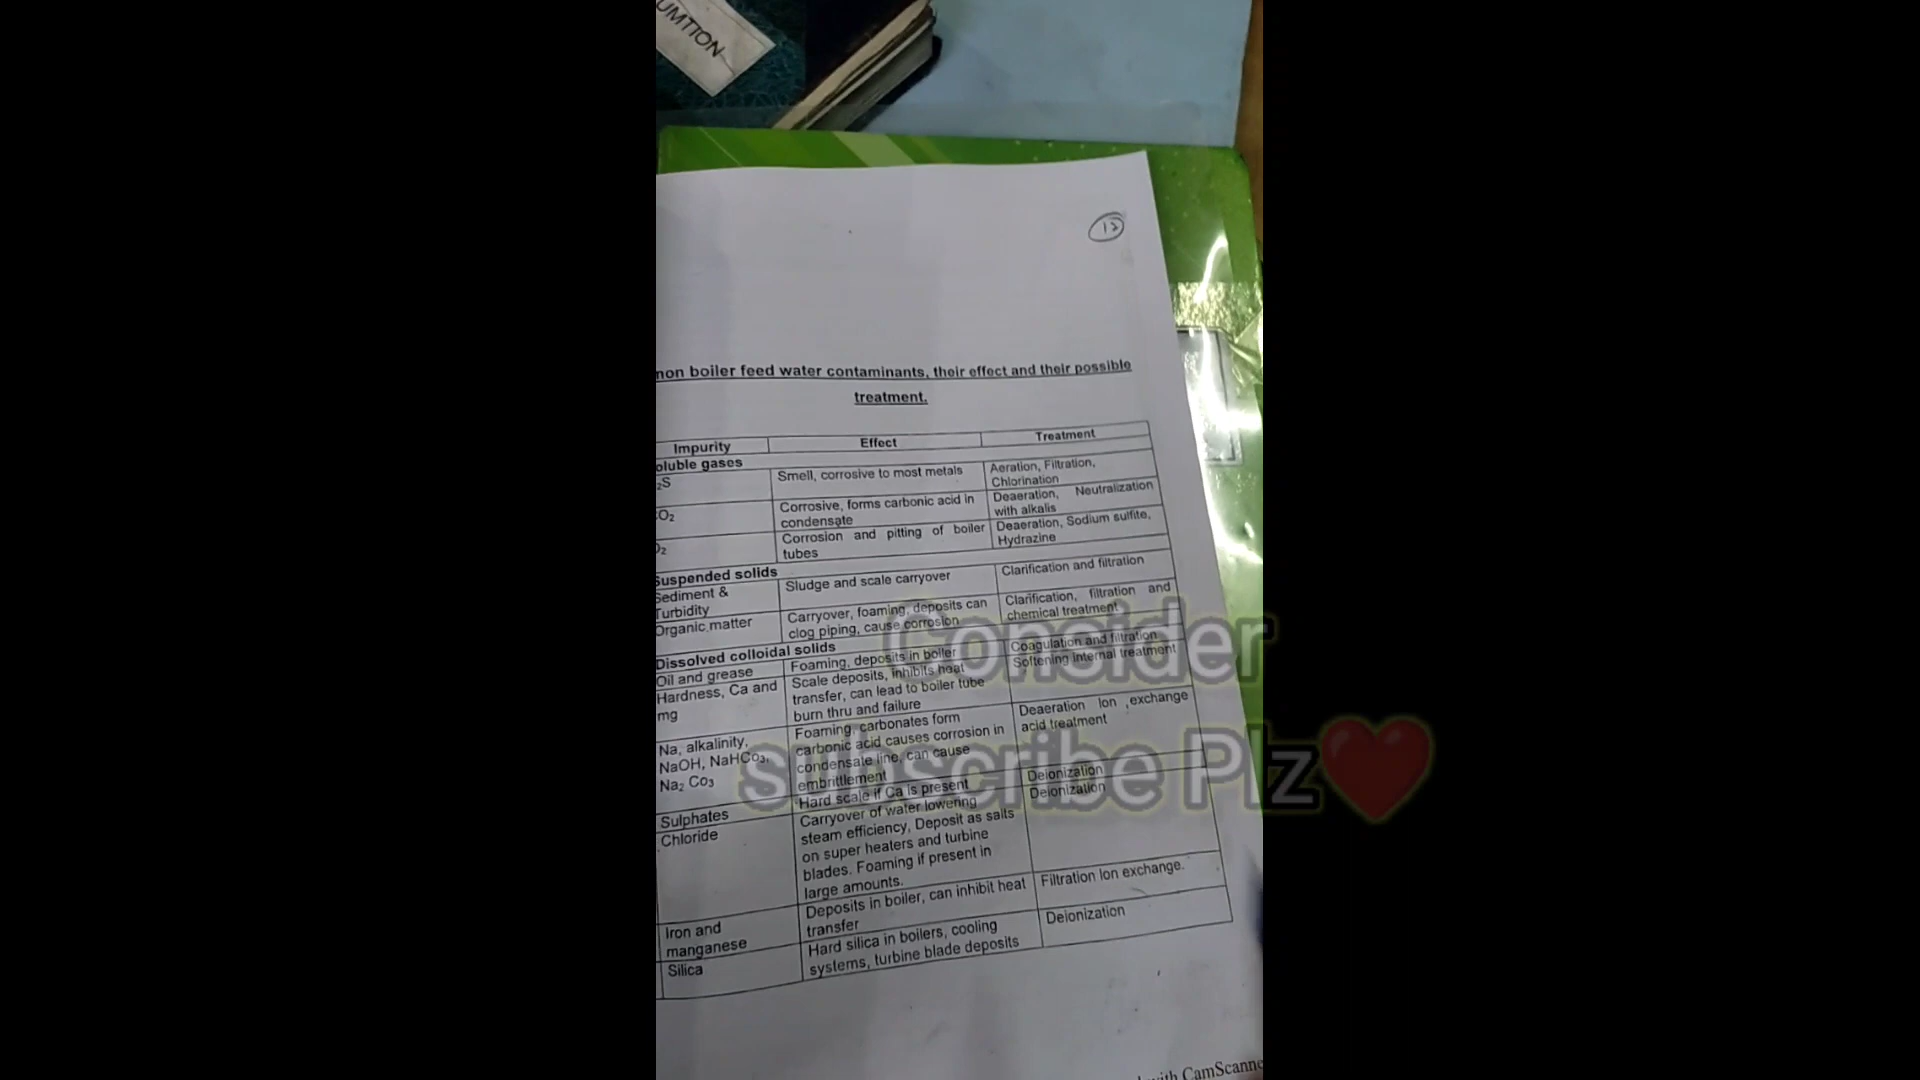 UMTION
13
non boiler feed water contaminants, their effect and their possible
treatment.
Impurity Effect Treatment
oluble gases
2S Smell, corrosive to most metals Aeration, Filtration,
Chlorination
O2 Corrosive, forms carbonic acid in Deaeration, Neutralization
condensate with alkalis
O2 Corrosion and pitting of boiler Deaeration, Sodium sulfite,
tubes Hydrazine
Suspended solids
Sediment & Sludge and scale carryover Clarification and filtration
Turbidity
Organic matter Carryover, foaming, deposits can Clarification, filtration and
clog piping, cause corrosion chemical treatment
Dissolved colloidal solids
Oil and grease Foaming, deposits in boiler Coagulation and filtration
Hardness, Ca and Scale deposits, inhibits heat Softening internal treatment
mg transfer, can lead to boiler tube
burn thru and failure
Na, alkalinity, Foaming, carbonates form Deaeration Ion exchange
NaOH, NaHCo3, carbonic acid causes corrosion in acid treatment
Na2 Co3 condensate line, can cause
embrittlement
Sulphates Hard scale if Ca is present Deionization
Chloride Carryover of water lowering Deionization
steam efficiency, Deposit as salts
on super heaters and turbine
blades. Foaming if present in
large amounts.
Iron and Deposits in boiler, can inhibit heat Filtration Ion exchange.
manganese transfer
Silica Hard silica in boilers, cooling Deionization
systems, turbine blade deposits
Consider
subscribe Plz❤️
with CamScanne